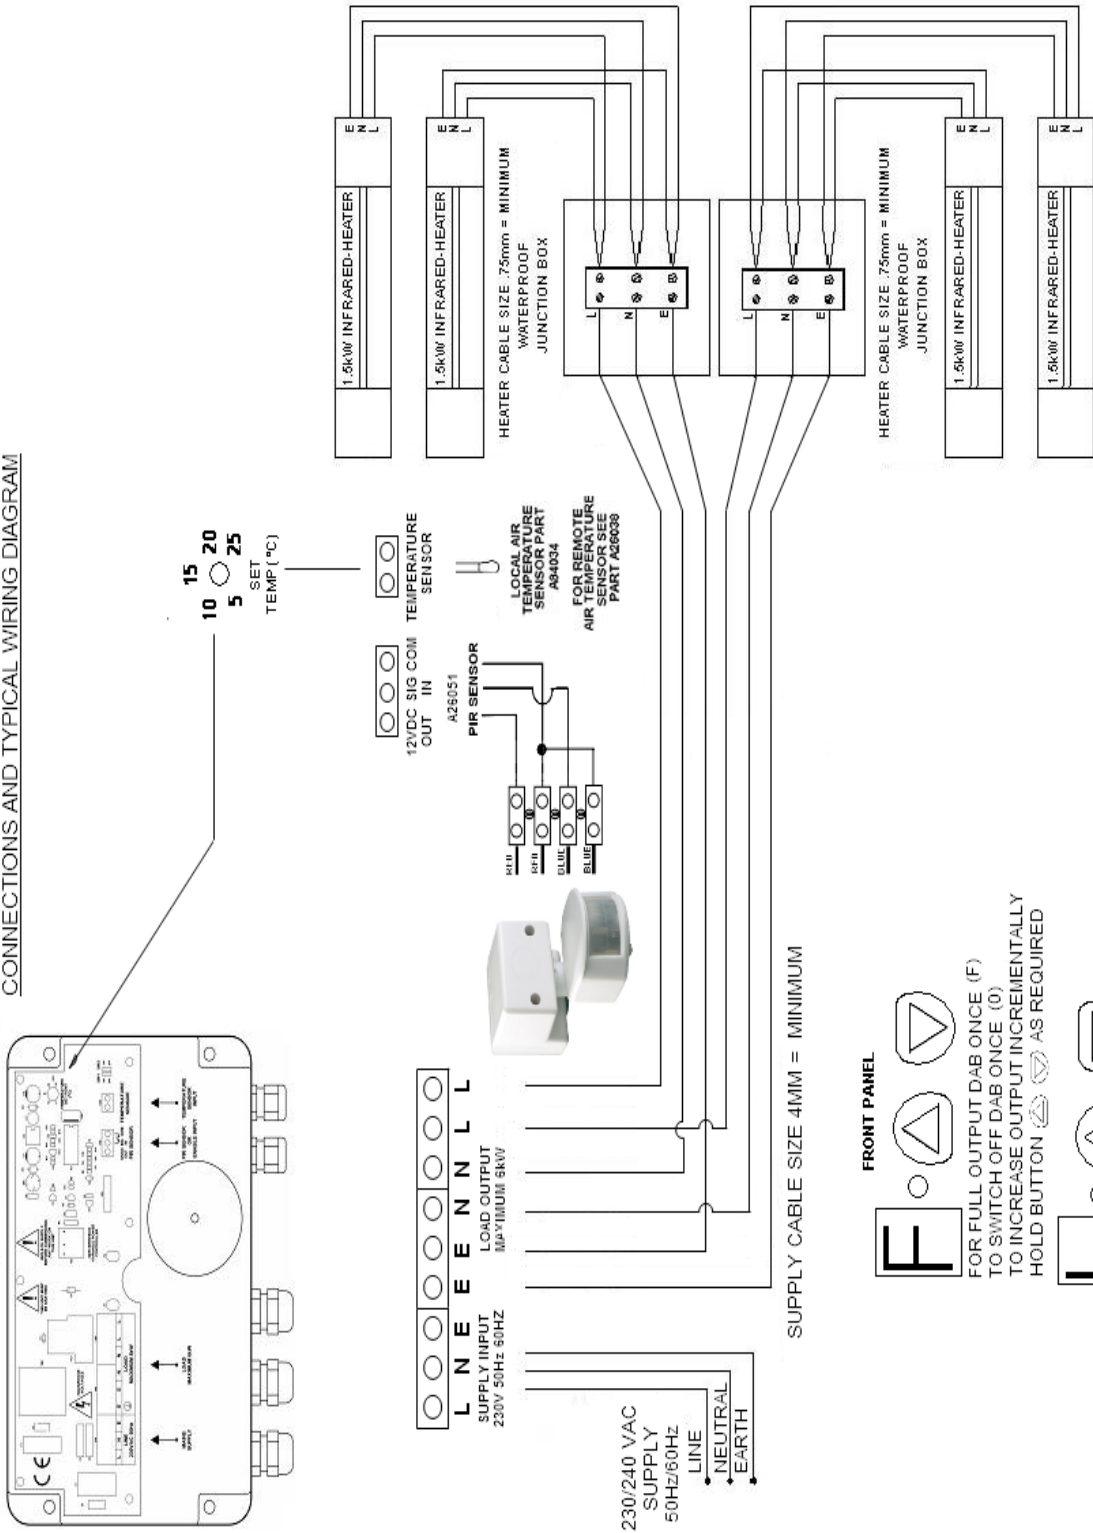 CONNECTIONS AND TYPICAL WIRING DIAGRAM
10
15
20
5
25
SET
TEMP(°C)
12VDC SIG COM
OUT IN
TEMPERATURE
SENSOR
A26051
PIR SENSOR
LOCAL AIR
TEMPERATURE
SENSOR PART
A84034
FOR REMOTE
AIR TEMPERATURE
SENSOR SEE
PART A26038
RED
RED
BLUE
BLUE
E
N
L
1.5kW INFRARED-HEATER
E
N
L
1.5kW INFRARED-HEATER
HEATER CABLE SIZE .75mm = MINIMUM
WATERPROOF
JUNCTION BOX
L
N
E
L
N
E
HEATER CABLE SIZE .75mm = MINIMUM
WATERPROOF
JUNCTION BOX
E
N
L
1.5kW INFRARED-HEATER
E
N
L
1.5kW INFRARED-HEATER
CE
L N E E E N N L L
SUPPLY INPUT
230V 50Hz 60HZ
LOAD OUTPUT
MAXIMUM 6kW
230/240 VAC
SUPPLY
50Hz/60Hz
LINE
NEUTRAL
EARTH
SUPPLY CABLE SIZE 4MM = MINIMUM
FRONT PANEL
F
FOR FULL OUTPUT DAB ONCE (F)
TO SWITCH OFF DAB ONCE (0)
TO INCREASE OUTPUT INCREMENTALLY
HOLD BUTTON AS REQUIRED